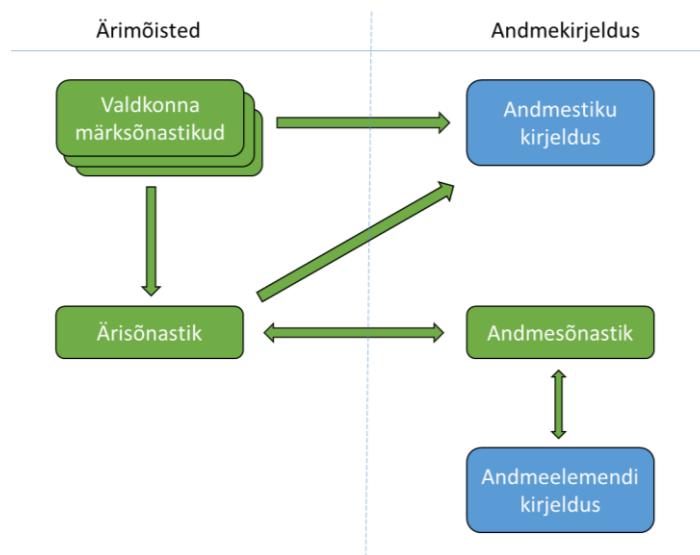 Ärimõisted
Andmekirjeldus
Valdkonna
märksõnastikud
Andmestiku
kirjeldus
Ärisõnastik
Andmesõnastik
Andmeelemendi
kirjeldus